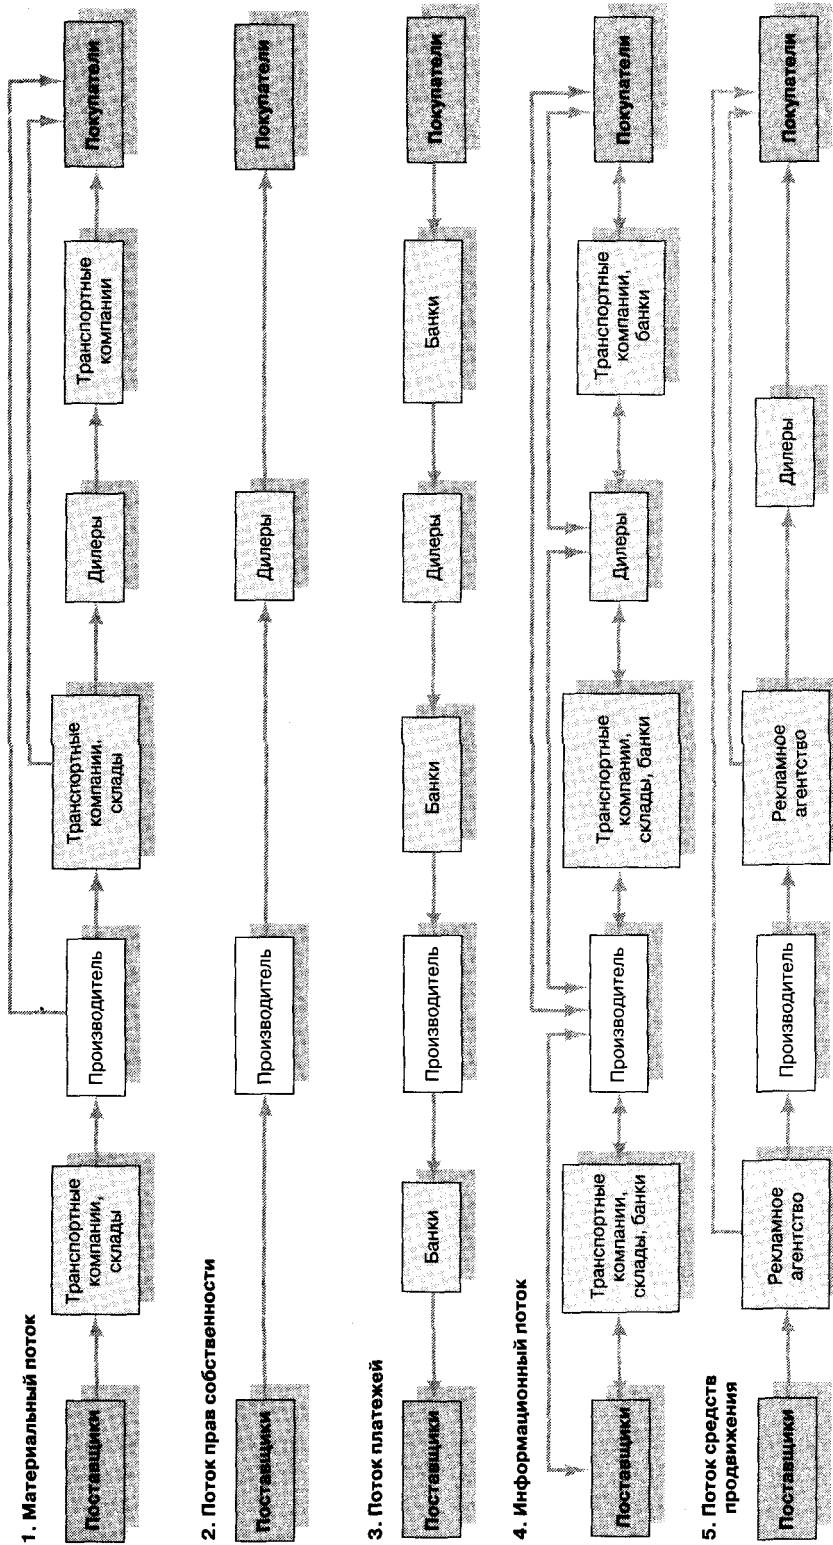 1. Материальный поток
Поставщики
Транспортные
компании,
склады
Производитель
Транспортные
компании,
склады
Дилеры
Транспортные
компании
Покупатели
2. Поток прав собственности
Поставщики
Производитель
Дилеры
Покупатели
3. Поток платежей
Поставщики
Банки
Производитель
Банки
Дилеры
Банки
Покупатели
4. Информационный поток
Поставщики
Транспортные
компании,
склады, банки
Производитель
Транспортные
компании,
склады, банки
Дилеры
Транспортные
компании,
банки
Покупатели
5. Поток средств
продвижения
Поставщики
Рекламное
агентство
Производитель
Рекламное
агентство
Дилеры
Покупатели